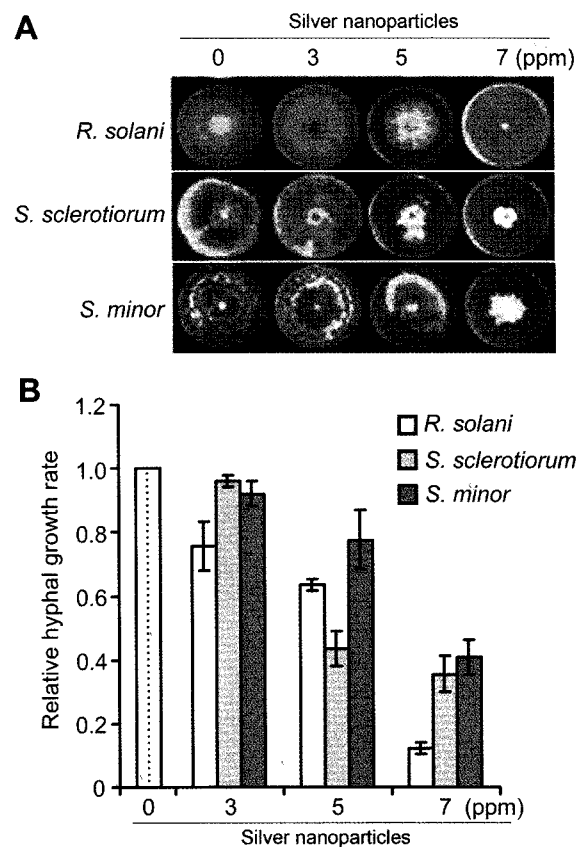 A
Silver nanoparticles
0 3 5 7 (ppm)
R. solani
S. sclerotiorum
S. minor
B
1.2
1.0
0.8
0.6
0.4
0.2
0
Relative hyphal growth rate
R. solani
S. sclerotiorum
S. minor
0 3 5 7 (ppm)
Silver nanoparticles